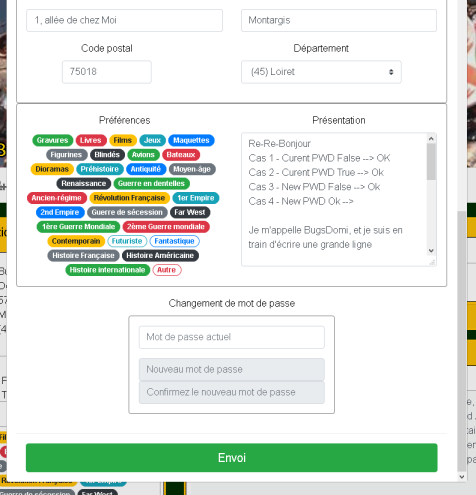 1, allée de chez Moi
Montargis
Code postal
Département
75018
(45) Loiret
Préférences
Présentation
Gravures Livres Films Jeux Maquettes
Figurines Blindés Avions Bateaux
Dioramas Préhistoire Antiquité Moyen-âge
Renaissance Guerre en dentelles
Ancien-régime Révolution Française 1er Empire
2nd Empire Guerre de sécession Far West
1ère Guerre Mondiale 2ème Guerre mondiale
Contemporain Futuriste Fantastique
Histoire Française Histoire Américaine
Histoire internationale Autre
Re-Re-Bonjour
Cas 1 - Curent PWD False --> OK
Cas 2 - Curent PWD True --> Ok
Cas 3 - New PWD False --> Ok
Cas 4 - New PWD Ok -->
Je m'appelle BugsDomi, et je suis en
train d'écrire une grande ligne
Changement de mot de passe
Mot de passe actuel
Nouveau mot de passe
Confirmez le nouveau mot de passe
Envoi